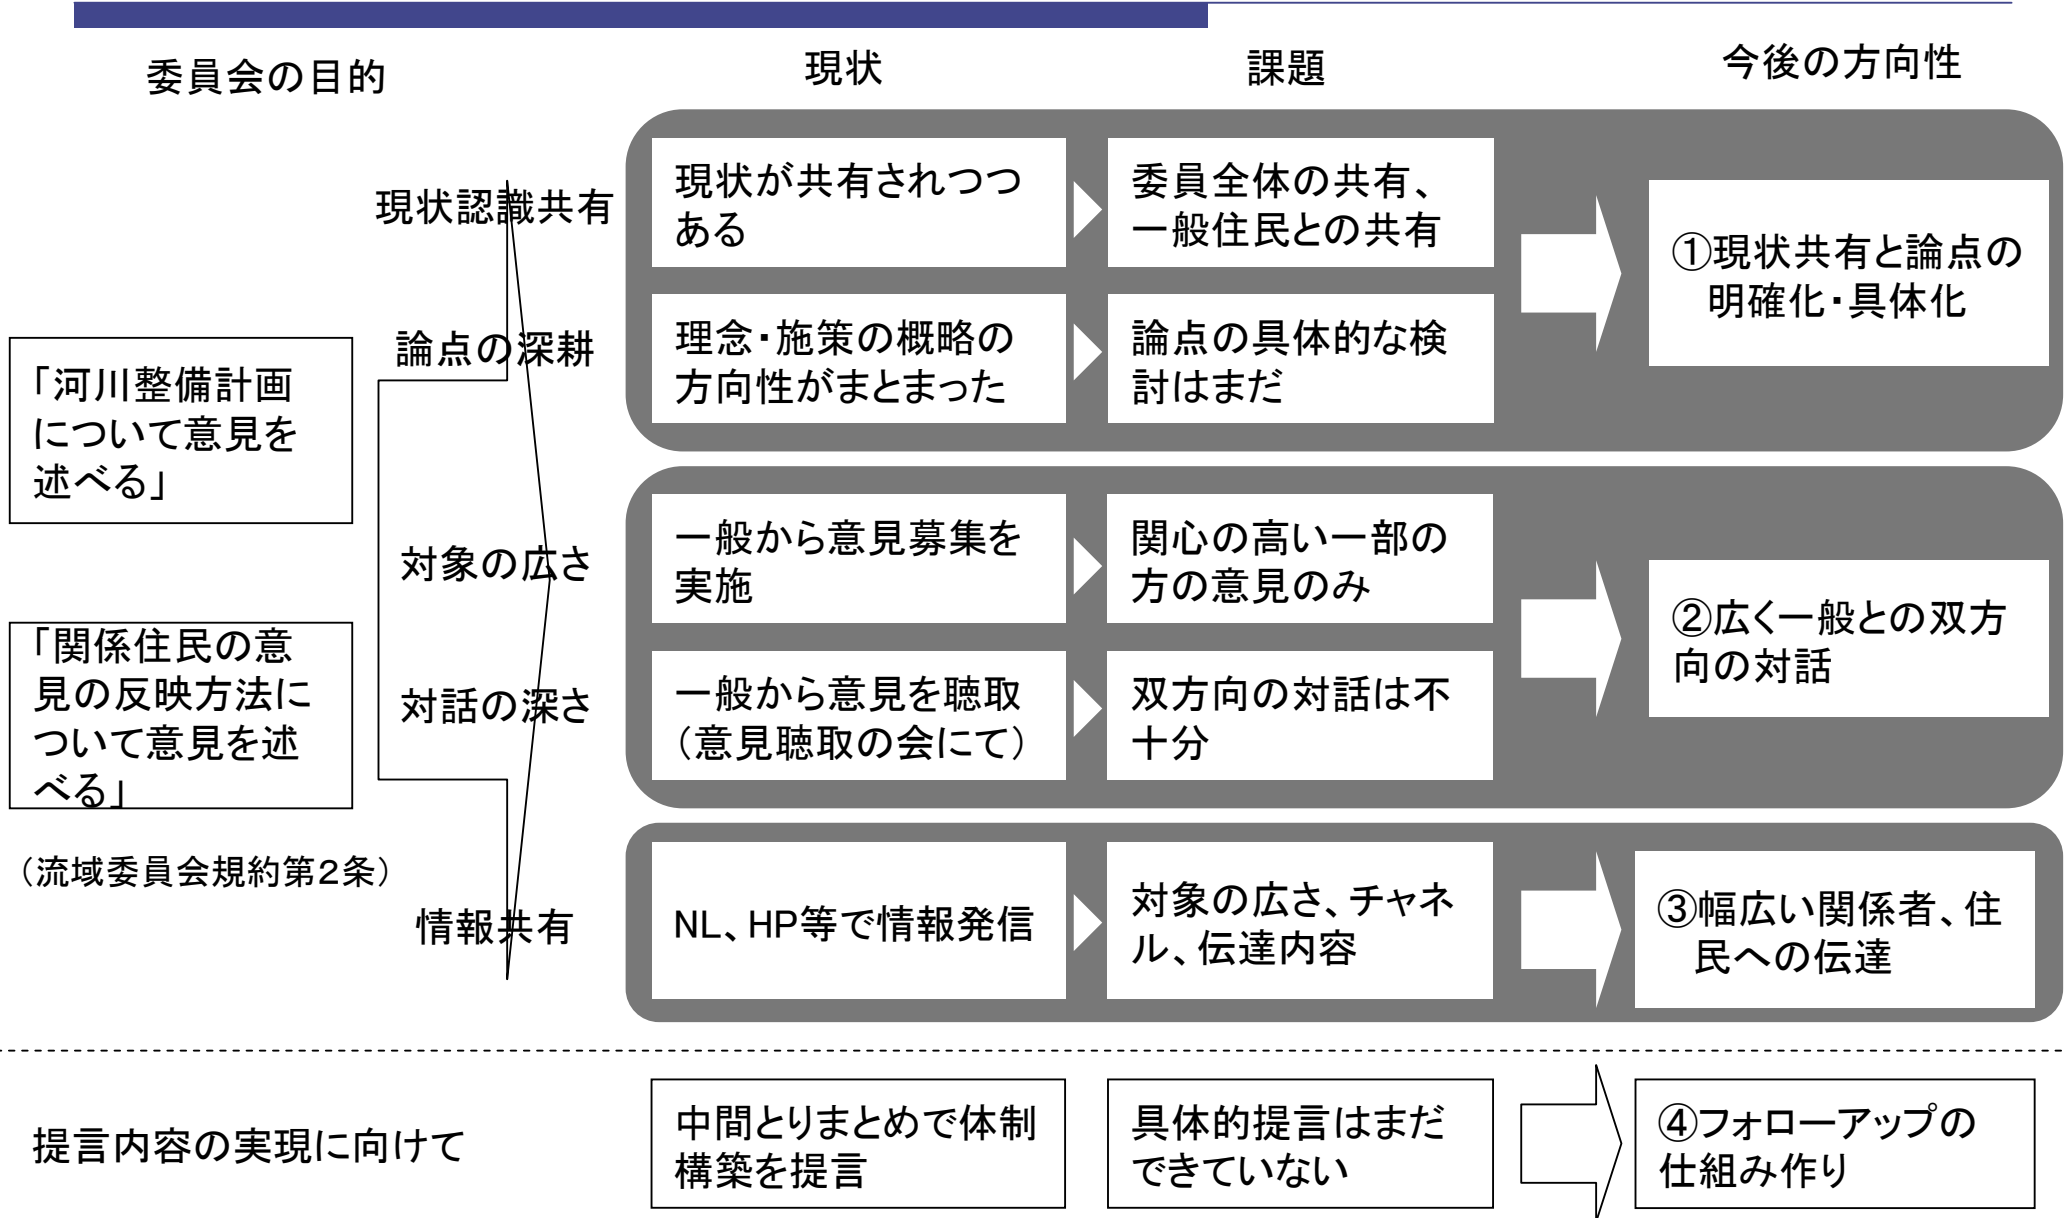 委員会の目的
現状
課題
今後の方向性
「河川整備計画
について意見を
述べる」
「関係住民の意
見の反映方法に
ついて意見を述
べる」
（流域委員会規約第２条）
現状認識共有
現状が共有されつつ
ある
委員全体の共有、
一般住民との共有
論点の深耕
理念・施策の概略の
方向性がまとまった
論点の具体的な検
討はまだ
①現状共有と論点の
明確化・具体化
対象の広さ
一般から意見募集を
実施
関心の高い一部の
方の意見のみ
対話の深さ
一般から意見を聴取
（意見聴取の会にて）
双方向の対話は不
十分
②広く一般との双方
向の対話
情報共有
NL、HP等で情報発信
対象の広さ、チャネ
ル、伝達内容
③幅広い関係者、住
民への伝達
提言内容の実現に向けて
中間とりまとめで体制
構築を提言
具体的提言はまだ
できていない
④フォローアップの
仕組み作り